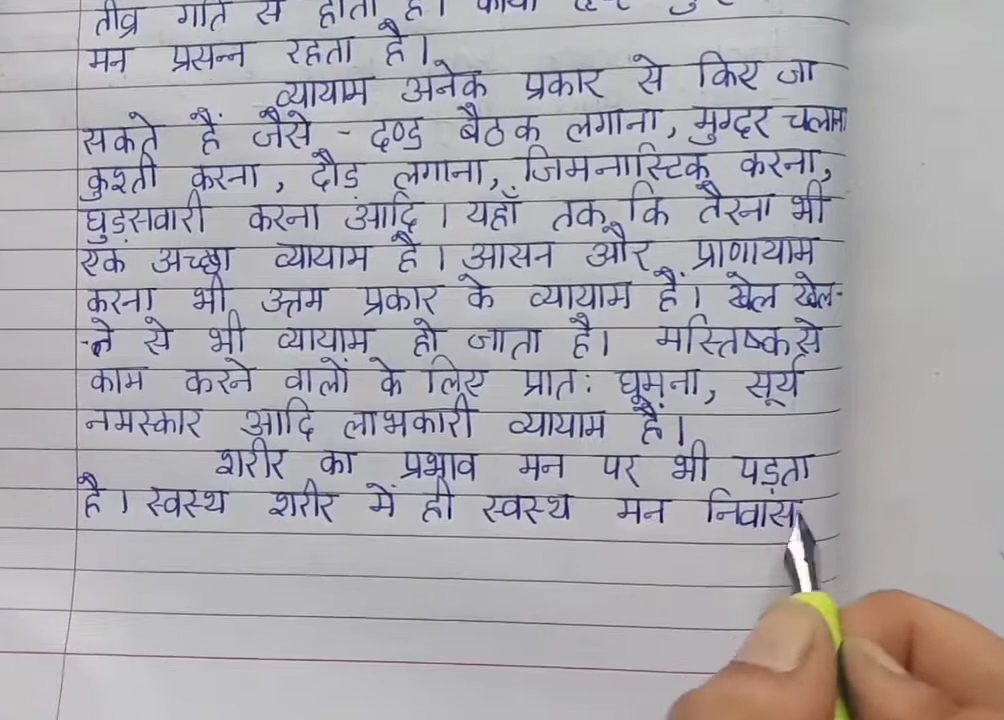 तीव्र गति से होता है।
मन प्रसन्न रहता है।
व्यायाम अनेक प्रकार से किए जा
सकते हैं जैसे - दण्ड बैठक लगाना, मुग्दर चलाना
कुश्ती करना, दौड़ लगाना, जिमनास्टिक करना,
घुड़सवारी करना आदि । यहाँ तक कि तैरना भी
एक अच्छा व्यायाम है। आसन और प्राणायाम
करना भी उत्तम प्रकार के व्यायाम हैं। खेल खेल-
-ने से भी व्यायाम हो जाता है। मस्तिष्क से
काम करने वालों के लिए प्रातः घूमना, सूर्य
नमस्कार आदि लाभकारी व्यायाम हैं।
शरीर का प्रभाव मन पर भी पड़ता
है । स्वस्थ शरीर में ही स्वस्थ मन निवास